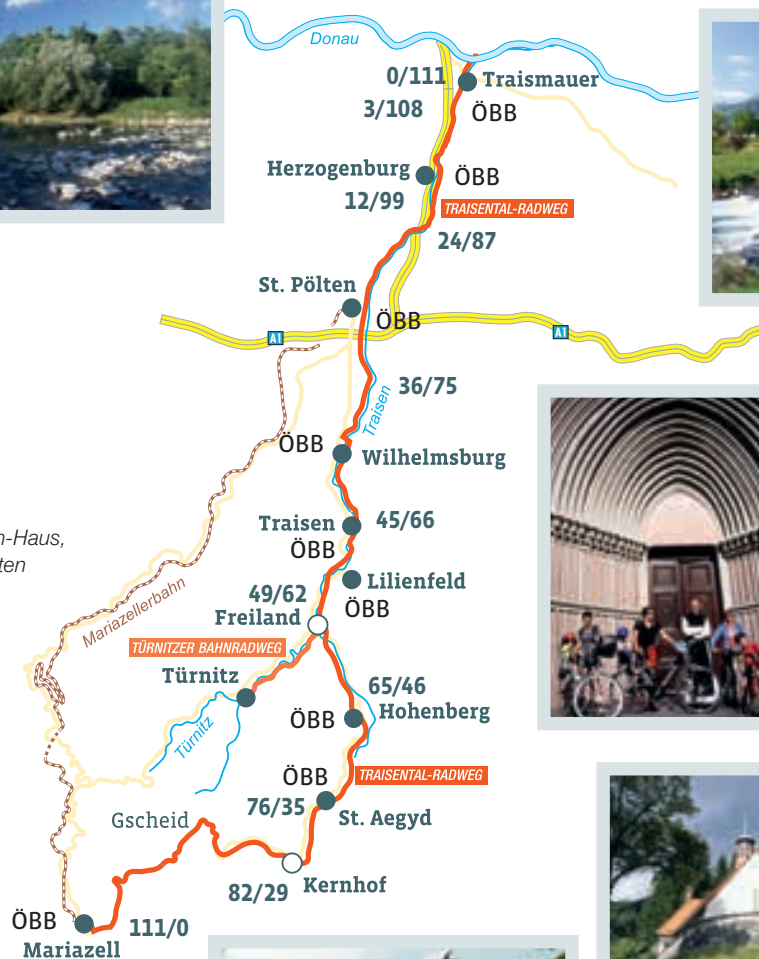 Donau
0/111
Traismauer
3/108
ÖBB
Herzogenburg
ÖBB
12/99
TRAISENTAL-RADWEG
24/87
St. Pölten
ÖBB
A1
A1
36/75
Traisen
ÖBB
Wilhelmsburg
n-Haus,
ten
Traisen
45/66
ÖBB
Lilienfeld
49/62
ÖBB
Freiland
Mariazellerbahn
TÜRNITZER BAHNRADWEG
Türnitz
65/46
Hohenberg
ÖBB
Türnitz
ÖBB
TRAISENTAL-RADWEG
76/35
St. Aegyd
Gscheid
Kernhof
82/29
ÖBB
111/0
Mariazell